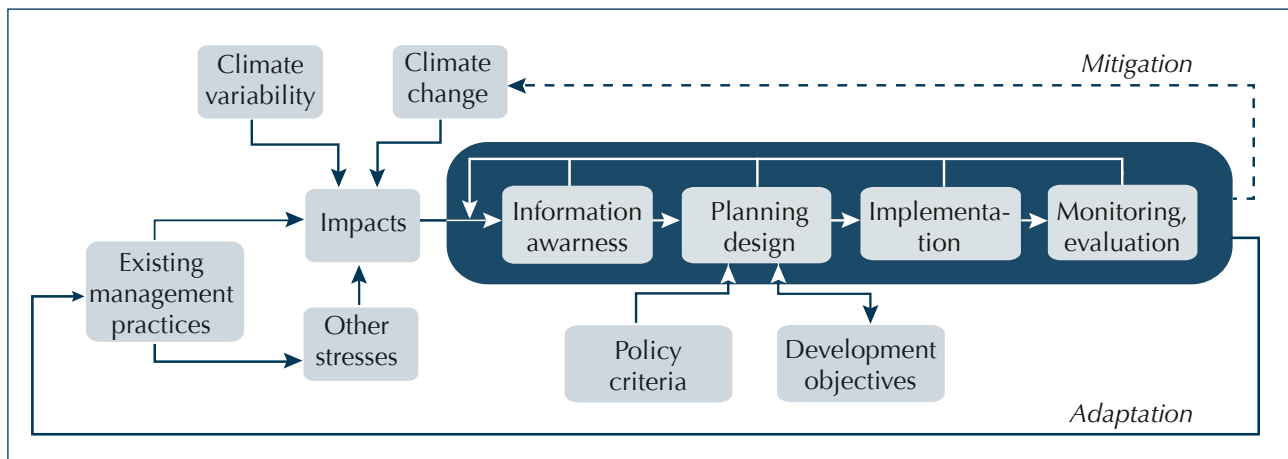 Climate
variability
Climate
change
Mitigation
Impacts
Information
awarness
Planning
design
Implementa-
tion
Monitoring,
evaluation
Existing
management
practices
Other
stresses
Policy
criteria
Development
objectives
Adaptation